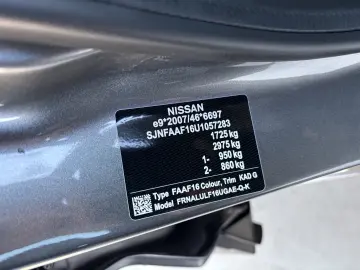 NISSAN
e9*2007/46*6697
SJNFAAF16U1057283
1725 kg
2975 kg
1- 950 kg
2- 860 kg
Type FAAF16 Colour, Trim KAD G
Model FRNALULF16UGAE-Q-K